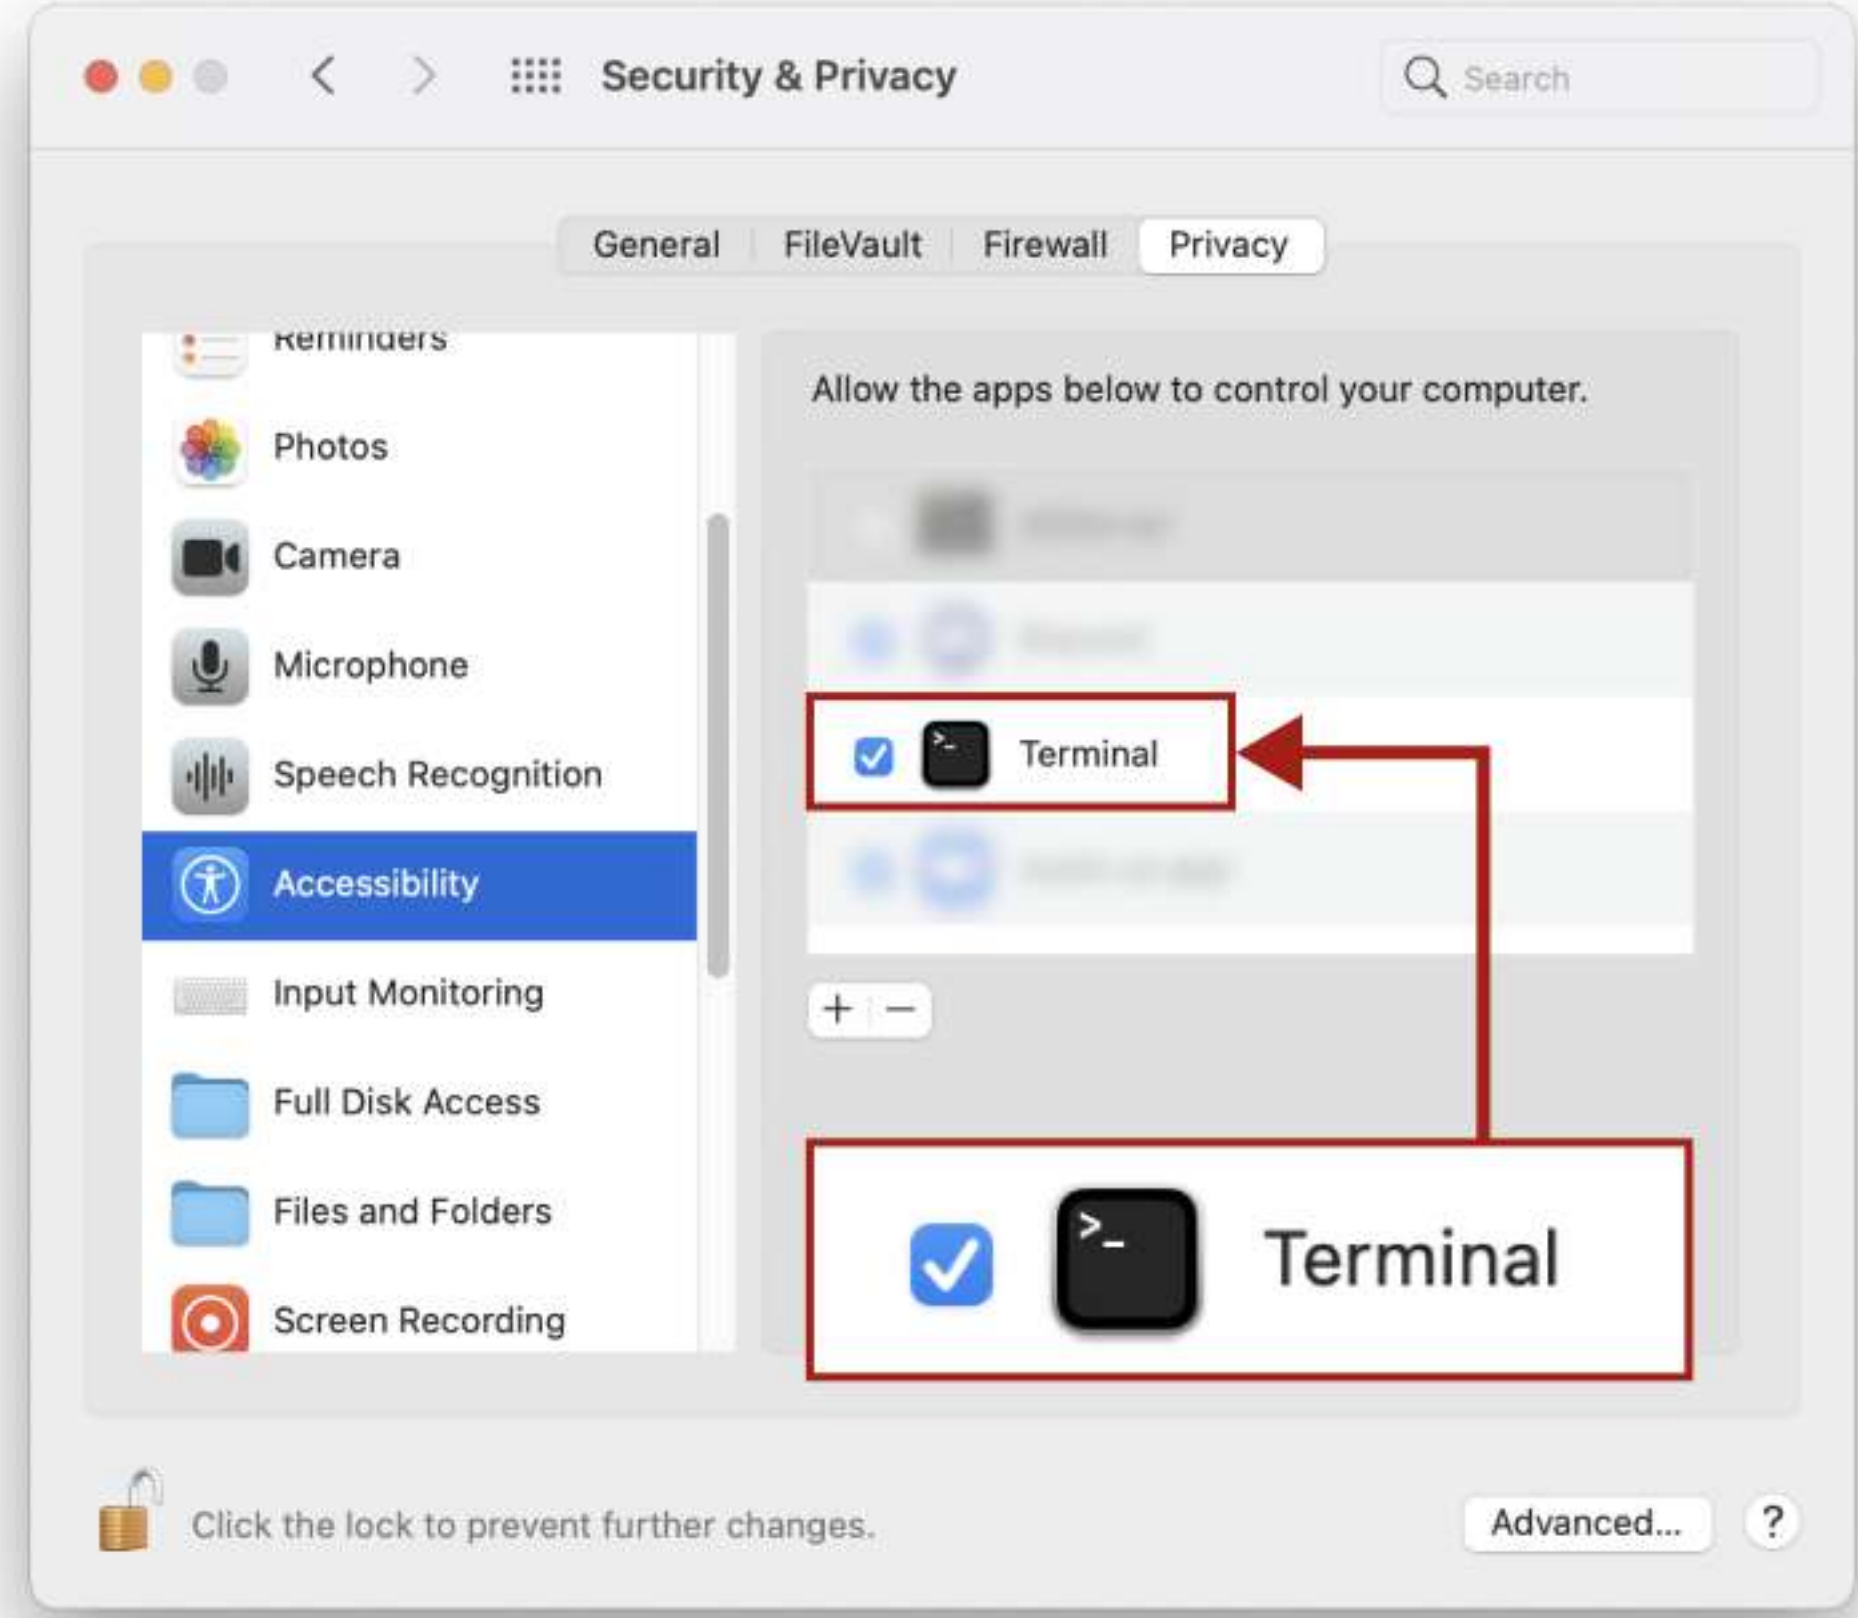 Security & Privacy
Search
General
FileVault
Firewall
Privacy
Reminders
Photos
Camera
Microphone
Speech Recognition
Accessibility
Input Monitoring
Full Disk Access
Files and Folders
Screen Recording
Allow the apps below to control your computer.
>_ Terminal
+ −
>_ Terminal
Click the lock to prevent further changes.
Advanced...
?